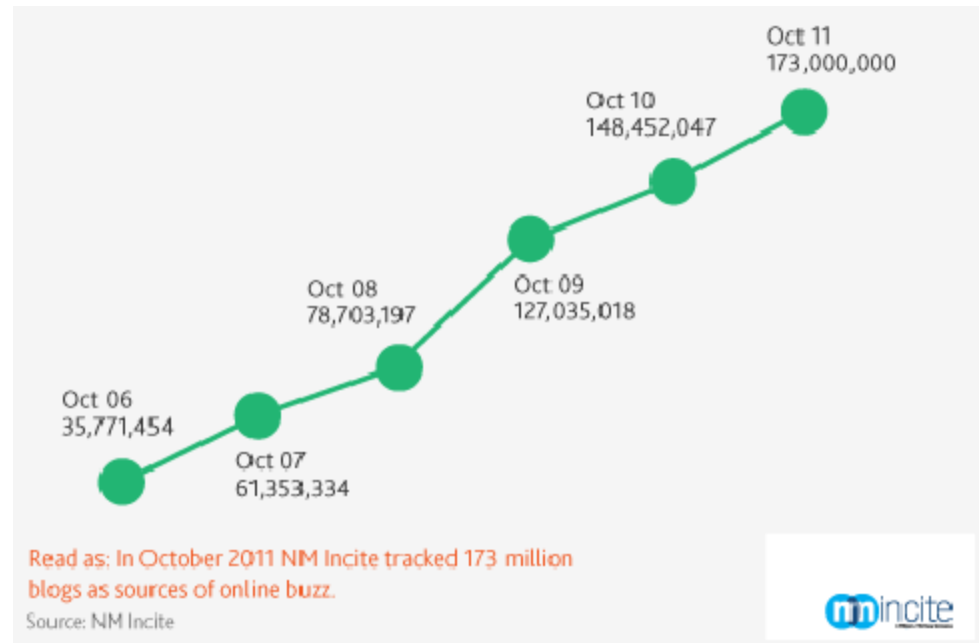 Oct 11
173,000,000
Oct 10
148,452,047
Oct 09
127,035,018
Oct 08
78,703,197
Oct 06
35,771,454
Oct 07
61,353,334
Read as: In October 2011 NM Incite tracked 173 million
blogs as sources of online buzz.
Source: NM Incite
nmincite